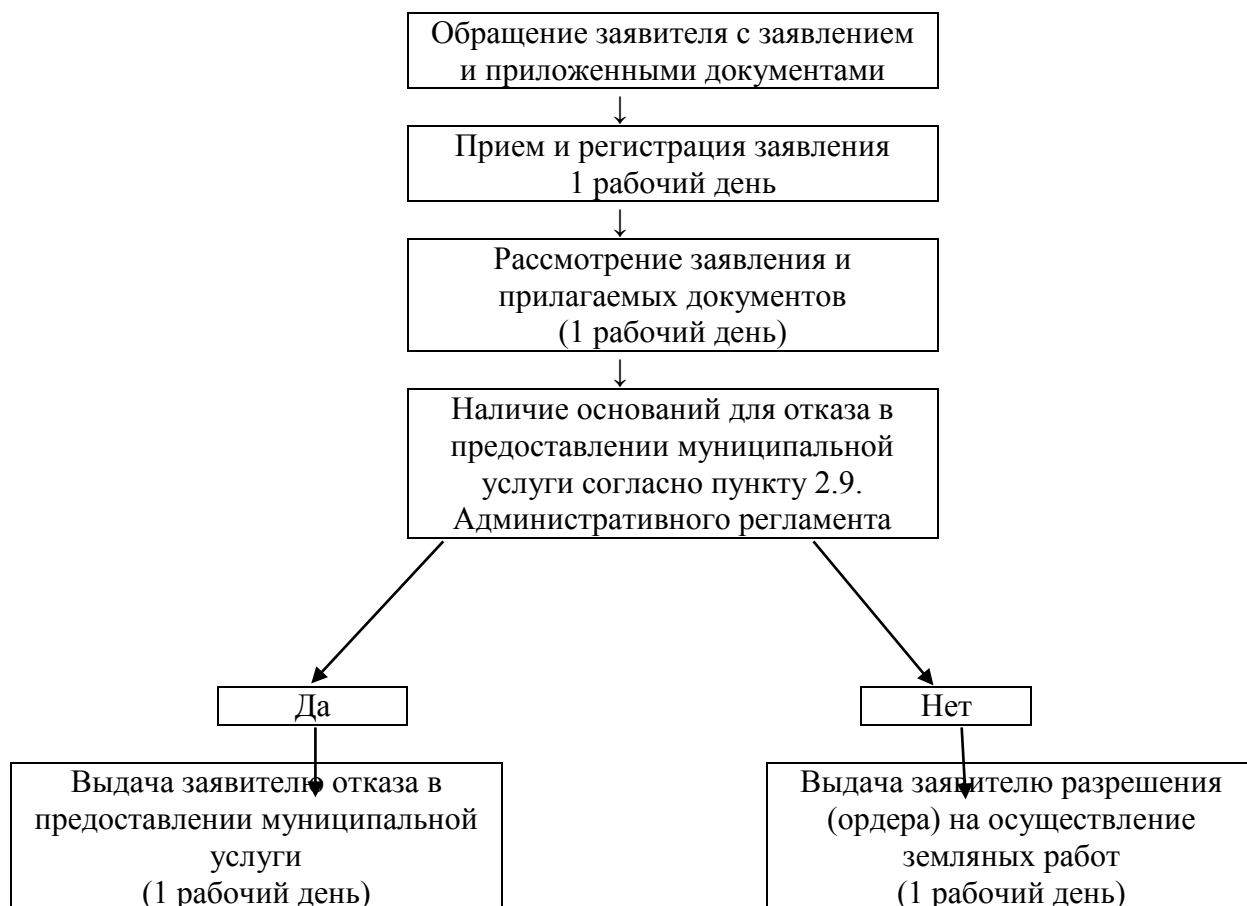 Обращение заявителя с заявлением
и приложенными документами
↓
Прием и регистрация заявления
1 рабочий день
↓
Рассмотрение заявления и
прилагаемых документов
(1 рабочий день)
↓
Наличие оснований для отказа в
предоставлении муниципальной
услуги согласно пункту 2.9.
Административного регламента
Да
Нет
Выдача заявителю отказа в
предоставлении муниципальной
услуги
(1 рабочий день)
Выдача заявителю разрешения
(ордера) на осуществление
земляных работ
(1 рабочий день)